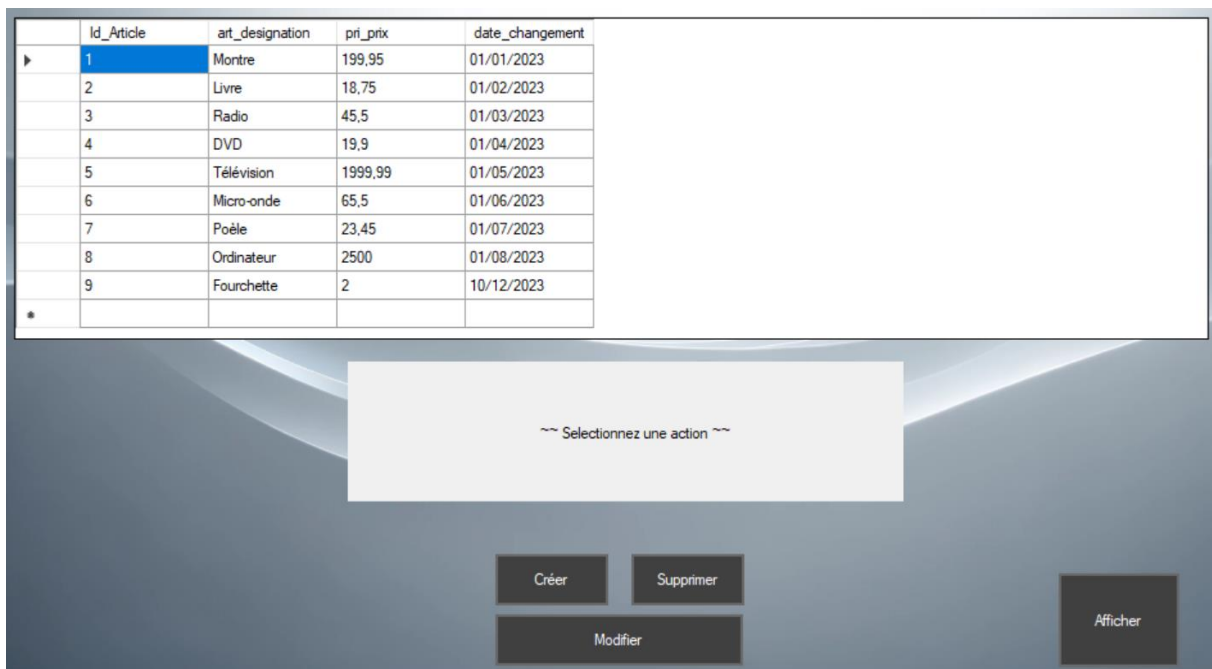 Id_Article art_designation pri_prix date_changement
1 Montre 199,95 01/01/2023
2 Livre 18,75 01/02/2023
3 Radio 45,5 01/03/2023
4 DVD 19,9 01/04/2023
5 Télévision 1999,99 01/05/2023
6 Micro-onde 65,5 01/06/2023
7 Poèle 23,45 01/07/2023
8 Ordinateur 2500 01/08/2023
9 Fourchette 2 10/12/2023
~~ Selectionnez une action ~~
Créer Supprimer
Modifier
Afficher